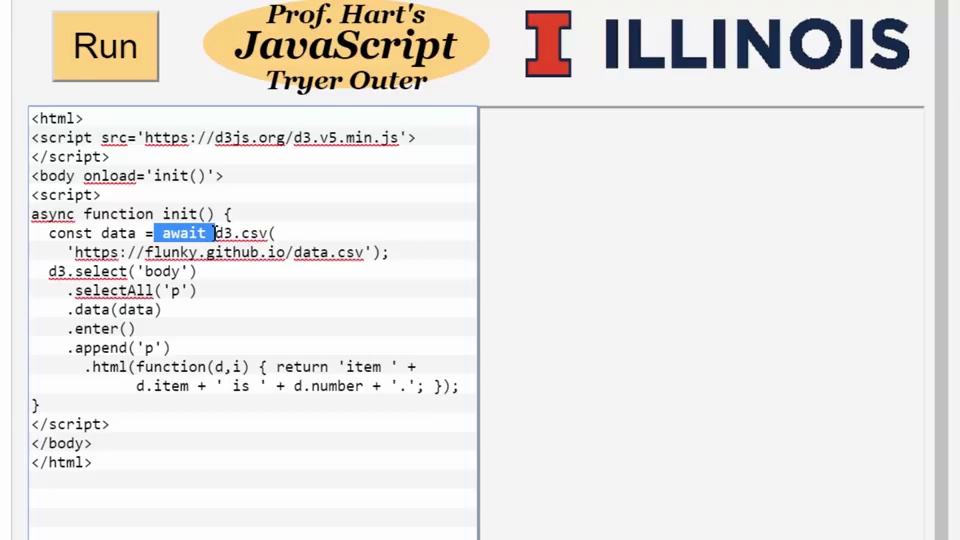 Run
Prof. Hart's
JavaScript
Tryer Outer
I ILLINOIS
<html>
<script src='https://d3js.org/d3.v5.min.js'>
</script>
<body onload='init()'>
<script>
async function init() {
  const data = await d3.csv(
    'https://flunky.github.io/data.csv');
  d3.select('body')
    .selectAll('p')
    .data(data)
    .enter()
    .append('p')
      .html(function(d,i) { return 'item ' +
            d.item + ' is ' + d.number + '.'; });
}
</script>
</body>
</html>